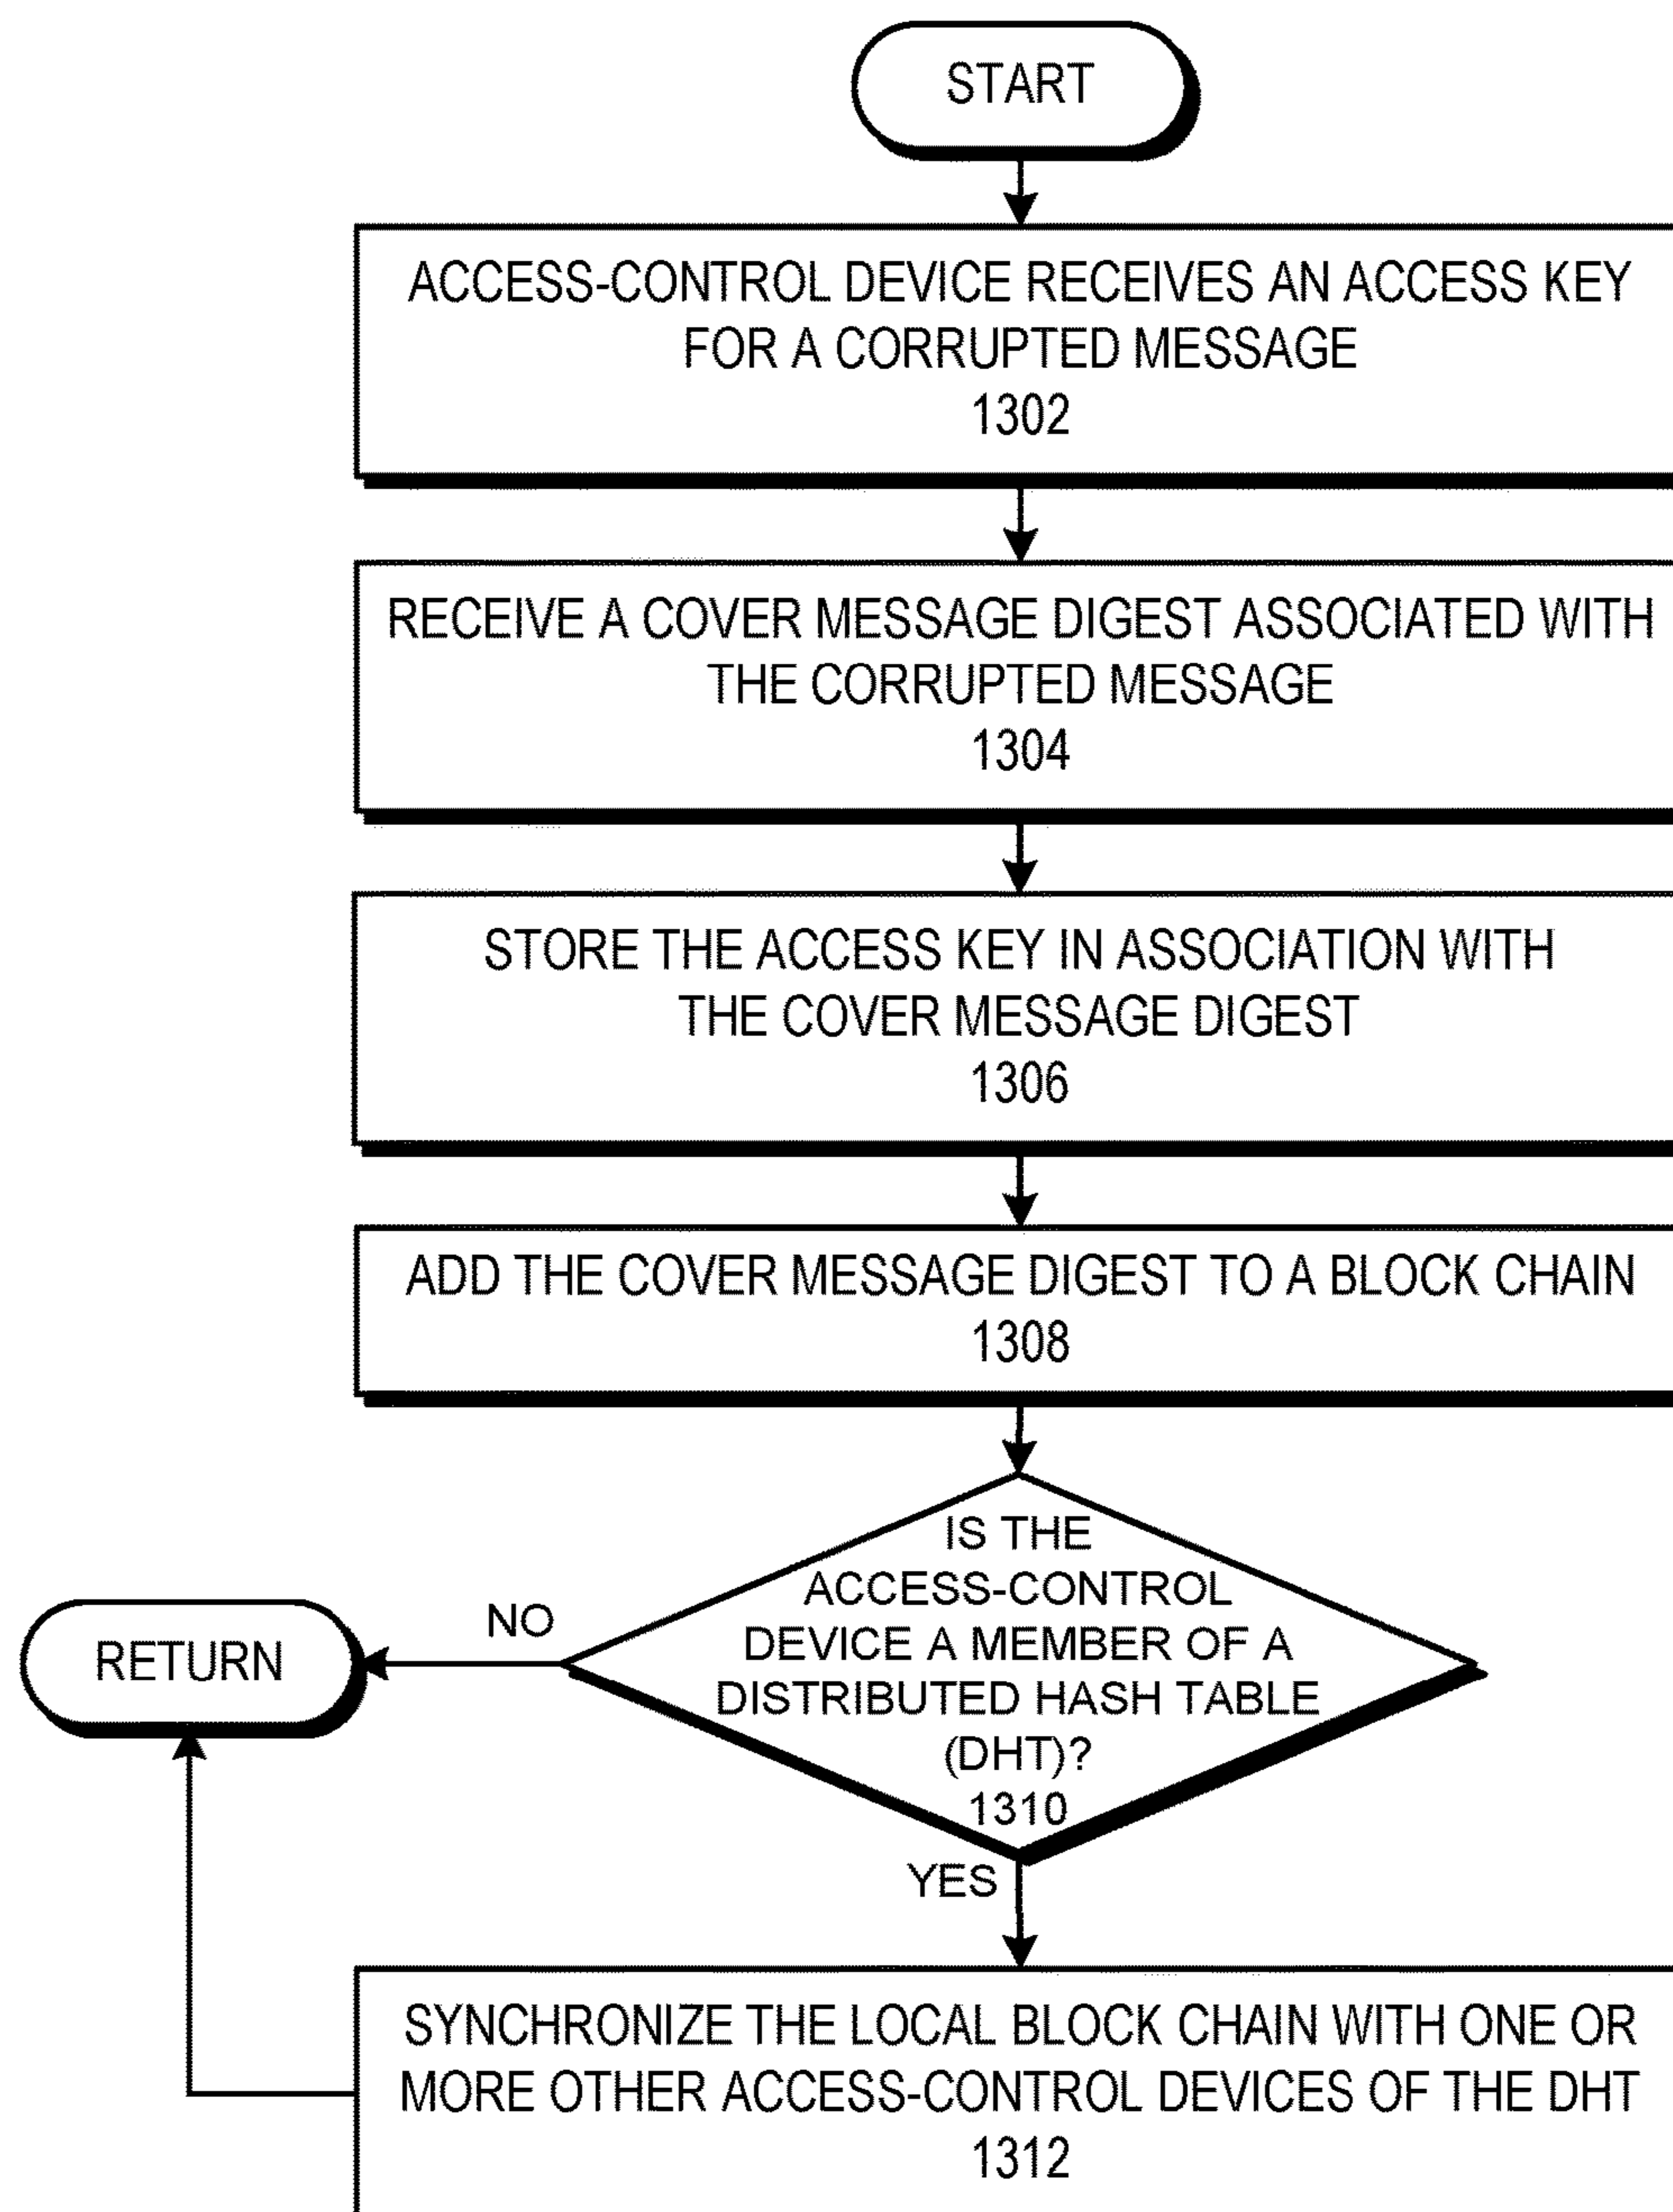 START
ACCESS-CONTROL DEVICE RECEIVES AN ACCESS KEY
FOR A CORRUPTED MESSAGE
1302
RECEIVE A COVER MESSAGE DIGEST ASSOCIATED WITH
THE CORRUPTED MESSAGE
1304
STORE THE ACCESS KEY IN ASSOCIATION WITH
THE COVER MESSAGE DIGEST
1306
ADD THE COVER MESSAGE DIGEST TO A BLOCK CHAIN
1308
IS THE
ACCESS-CONTROL
DEVICE A MEMBER OF A
DISTRIBUTED HASH TABLE
(DHT)?
1310
NO
RETURN
YES
SYNCHRONIZE THE LOCAL BLOCK CHAIN WITH ONE OR
MORE OTHER ACCESS-CONTROL DEVICES OF THE DHT
1312